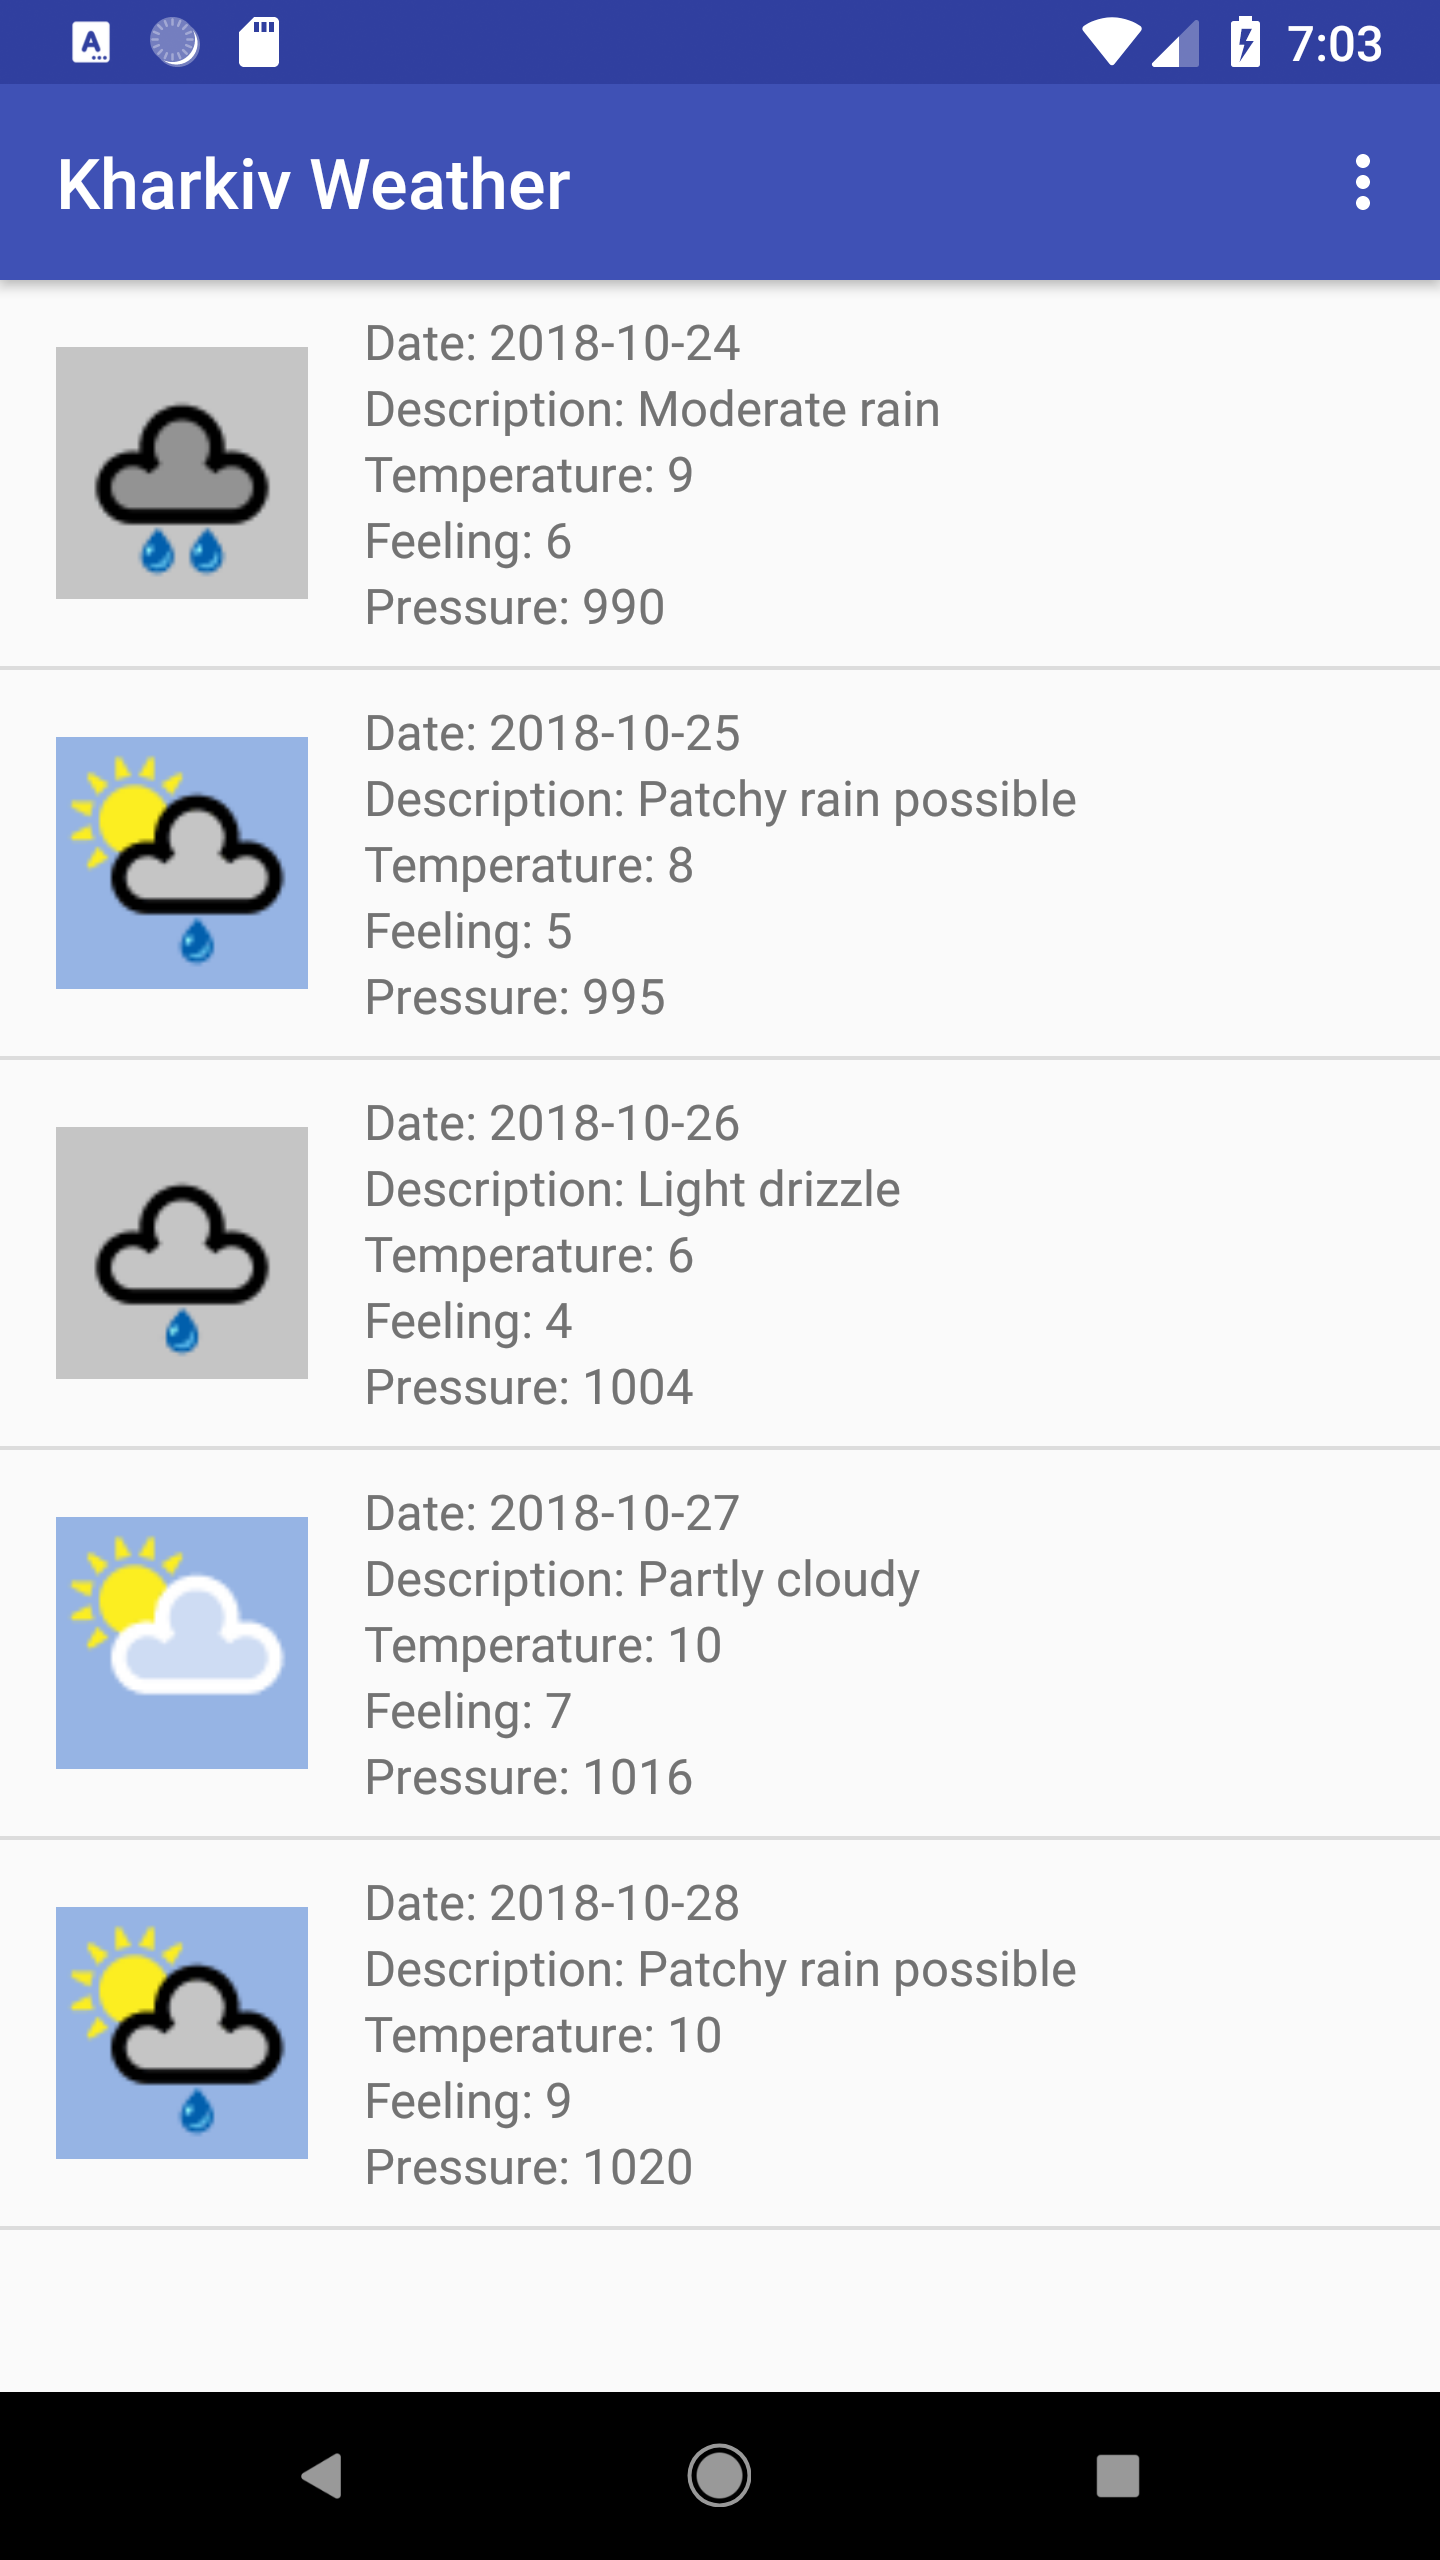 7:03
Kharkiv Weather
Date: 2018-10-24
Description: Moderate rain
Temperature: 9
Feeling: 6
Pressure: 990
Date: 2018-10-25
Description: Patchy rain possible
Temperature: 8
Feeling: 5
Pressure: 995
Date: 2018-10-26
Description: Light drizzle
Temperature: 6
Feeling: 4
Pressure: 1004
Date: 2018-10-27
Description: Partly cloudy
Temperature: 10
Feeling: 7
Pressure: 1016
Date: 2018-10-28
Description: Patchy rain possible
Temperature: 10
Feeling: 9
Pressure: 1020